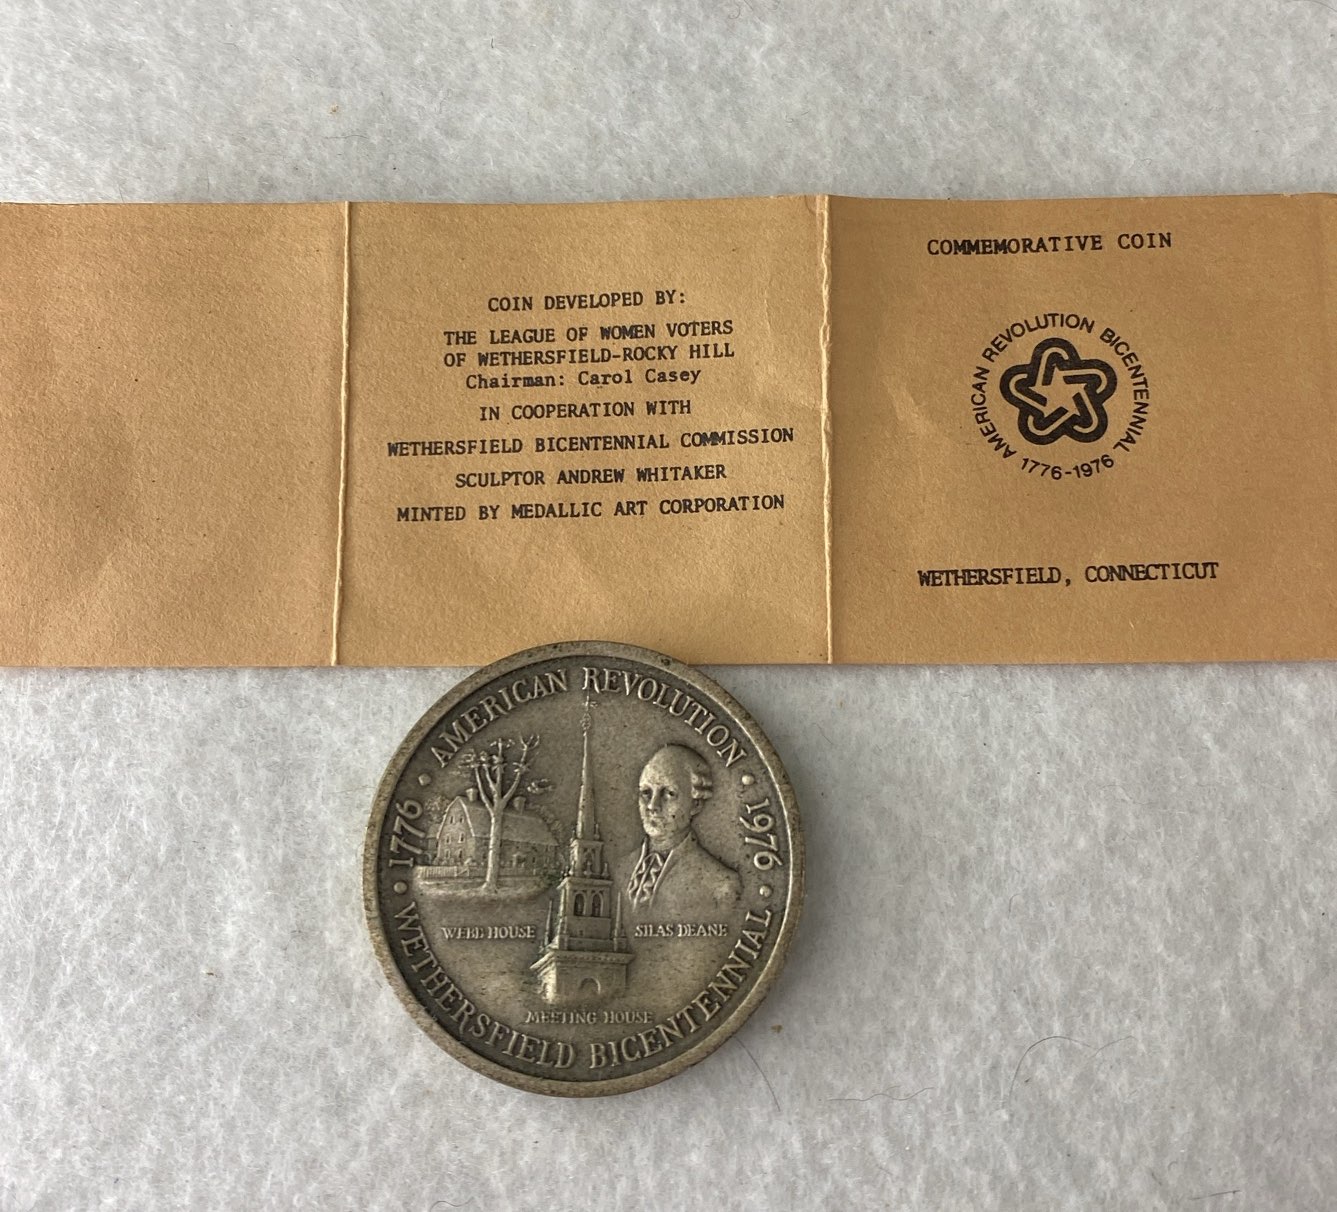 COIN DEVELOPED BY:
THE LEAGUE OF WOMEN VOTERS
OF WETHERSFIELD-ROCKY HILL
Chairman: Carol Casey
IN COOPERATION WITH
WETHERSFIELD BICENTENNIAL COMMISSION
SCULPTOR ANDREW WHITAKER
MINTED BY MEDALLIC ART CORPORATION
COMMEMORATIVE COIN
AMERICAN REVOLUTION BICENTENNIAL
1776-1976
WETHERSFIELD, CONNECTICUT
• 1776 • AMERICAN REVOLUTION • 1976 •
WEBB HOUSE
SILAS DEANE
MEETING HOUSE
WETHERSFIELD BICENTENNIAL